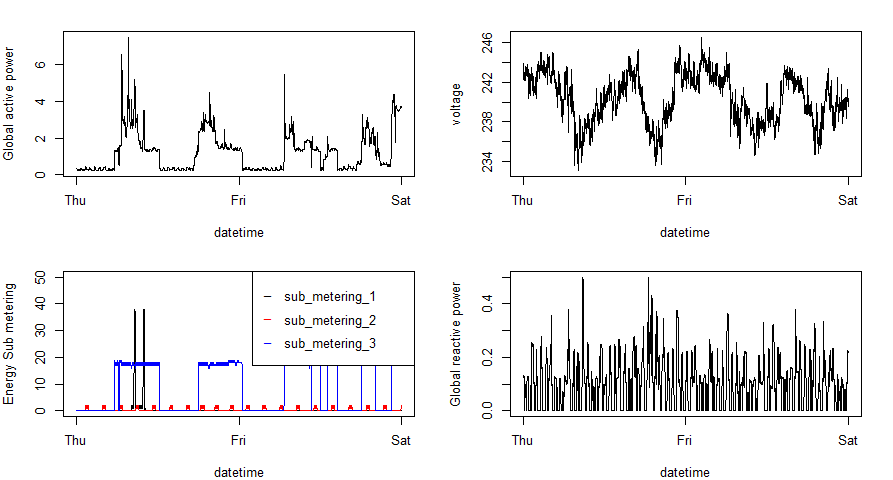 Global active power
6
4
2
0
Thu
Fri
Sat
datetime
voltage
246
242
238
234
Thu
Fri
Sat
datetime
Energy Sub metering
50
40
30
20
10
0
sub_metering_1
sub_metering_2
sub_metering_3
Thu
Fri
Sat
datetime
Global reactive power
0.4
0.2
0.0
Thu
Fri
Sat
datetime